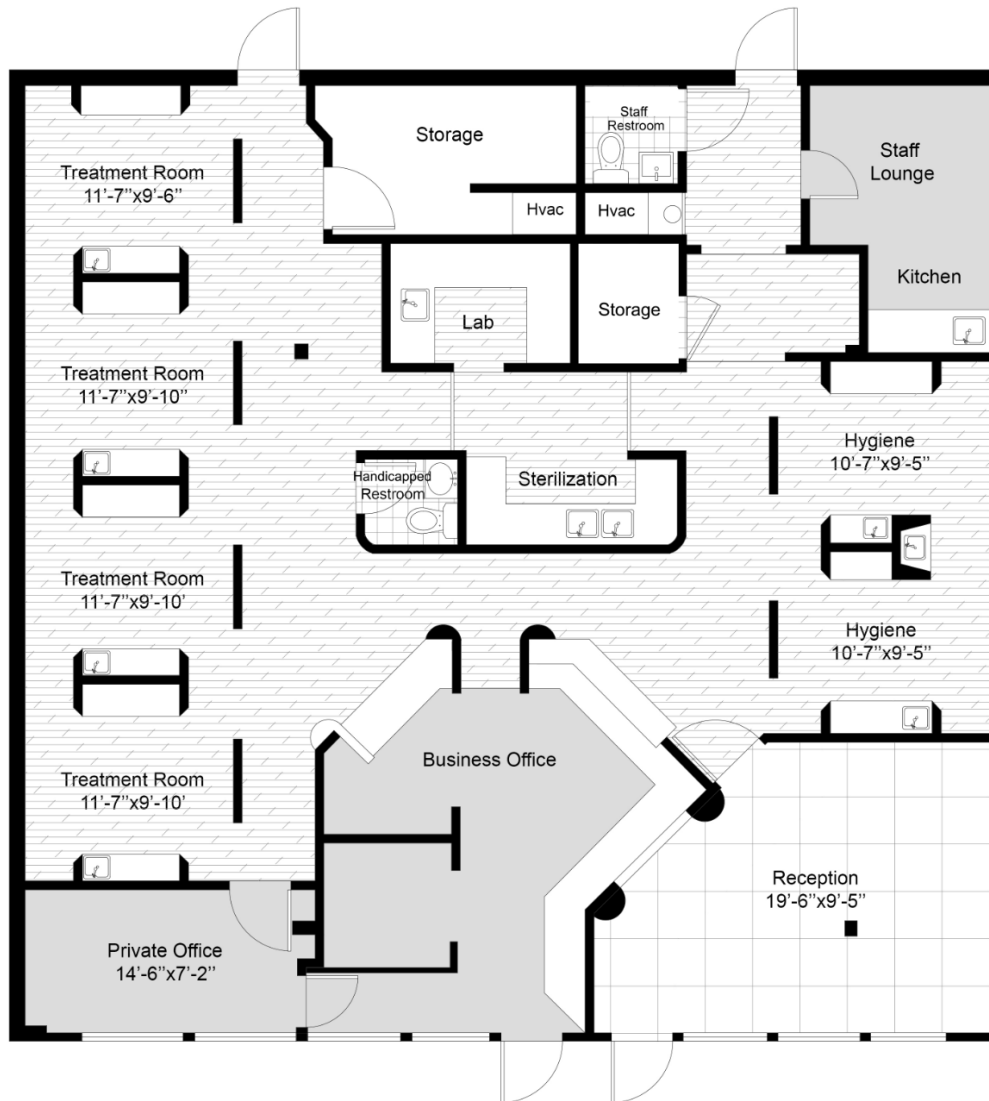 Staff
Restroom
Storage
Staff
Lounge
Treatment Room
11'-7''x9'-6''
Hvac
Hvac
Kitchen
Storage
Lab
Treatment Room
11'-7''x9'-10''
Hygiene
10'-7''x9'-5''
Handicapped
Restroom
Sterilization
Treatment Room
11'-7''x9'-10'
Hygiene
10'-7''x9'-5''
Business Office
Treatment Room
11'-7''x9'-10'
Reception
19'-6''x9'-5''
Private Office
14'-6''x7'-2''